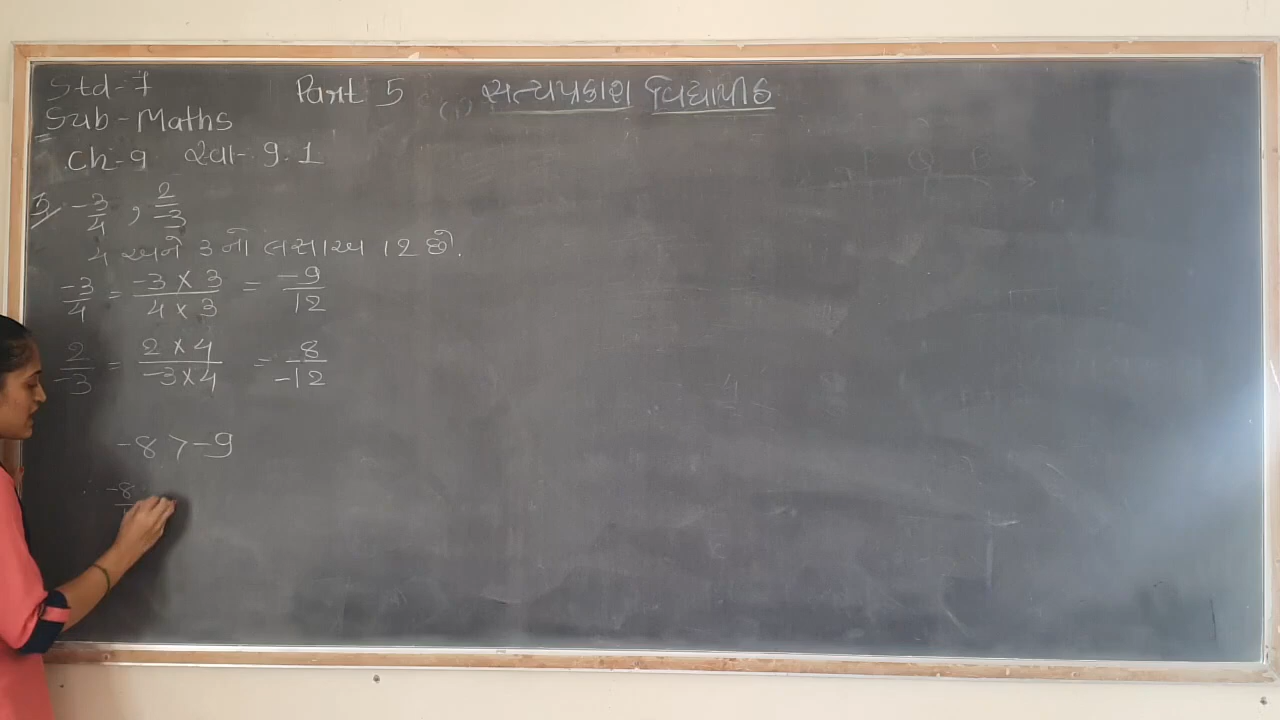 Std-7 Part 5 સત્યપ્રકાશ વિદ્યાપીઠ
Sub-Maths
Ch-9 સ્વા-9.1
-3/4 , 2/-3
4 અને 3 નો લ.સા.અ 12 છે.
-3/4 = -3 × 3 / 4 × 3 = -9/12
2/-3 = 2 × 4 / -3 × 4 = 8/-12
-8 > -9
∴ -8/